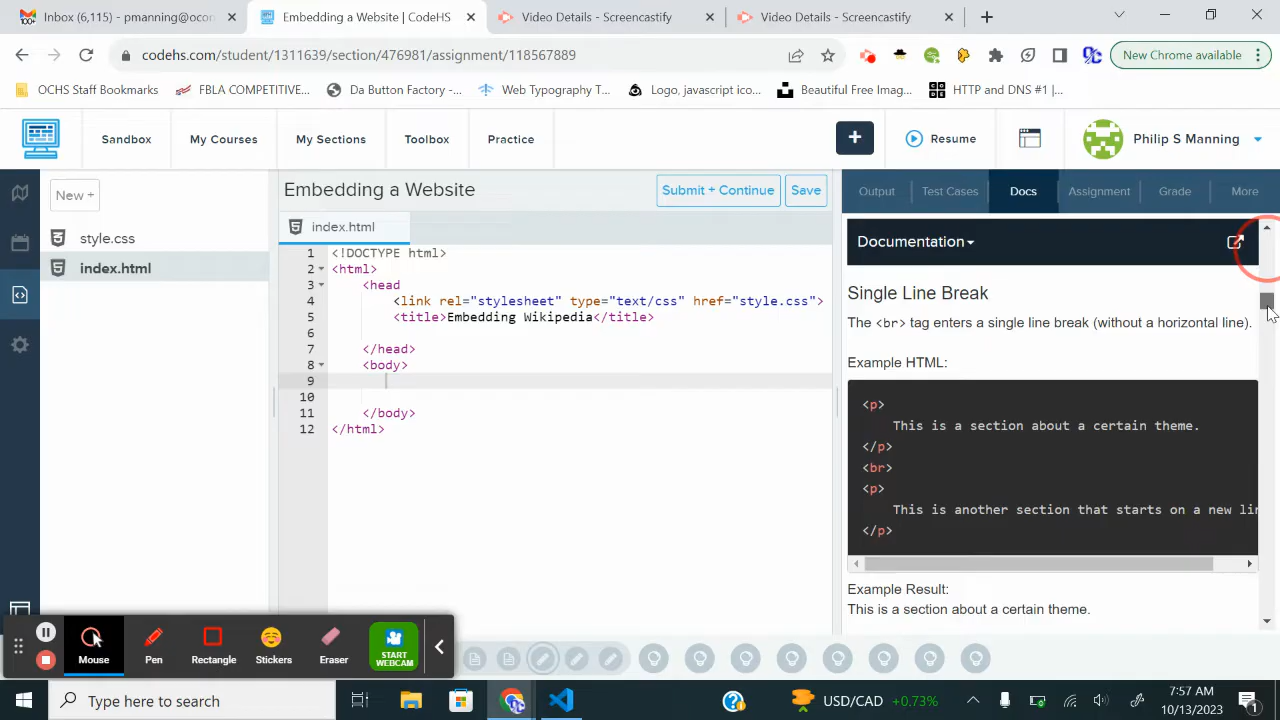 Inbox (6,115) - pmanning@oco
Embedding a Website | CodeHS
Video Details - Screencastify
Video Details - Screencastify
codehs.com/student/1311639/section/476981/assignment/118567889
New Chrome available
OCHS Staff Bookmarks
FBLA COMPETITIVE...
Da Button Factory -...
Web Typography T...
Logo, javascript ico...
Beautiful Free Imag...
HTTP and DNS #1 |...
Sandbox
My Courses
My Sections
Toolbox
Practice
+
Resume
Philip S Manning
New +
style.css
index.html
Embedding a Website
Submit + Continue
Save
index.html
1 <!DOCTYPE html>
2 <html>
3 <head
4 <link rel="stylesheet" type="text/css" href="style.css">
5 <title>Embedding Wikipedia</title>
6
7 </head>
8 <body>
9
10
11 </body>
12 </html>
Output
Test Cases
Docs
Assignment
Grade
More
Documentation
Single Line Break
The <br> tag enters a single line break (without a horizontal line).
Example HTML:
<p>
This is a section about a certain theme.
</p>
<br>
<p>
This is another section that starts on a new lin
</p>
Example Result:
This is a section about a certain theme.
Mouse
Pen
Rectangle
Stickers
Eraser
START
WEBCAM
Type here to search
USD/CAD +0.73%
7:57 AM
10/13/2023
1